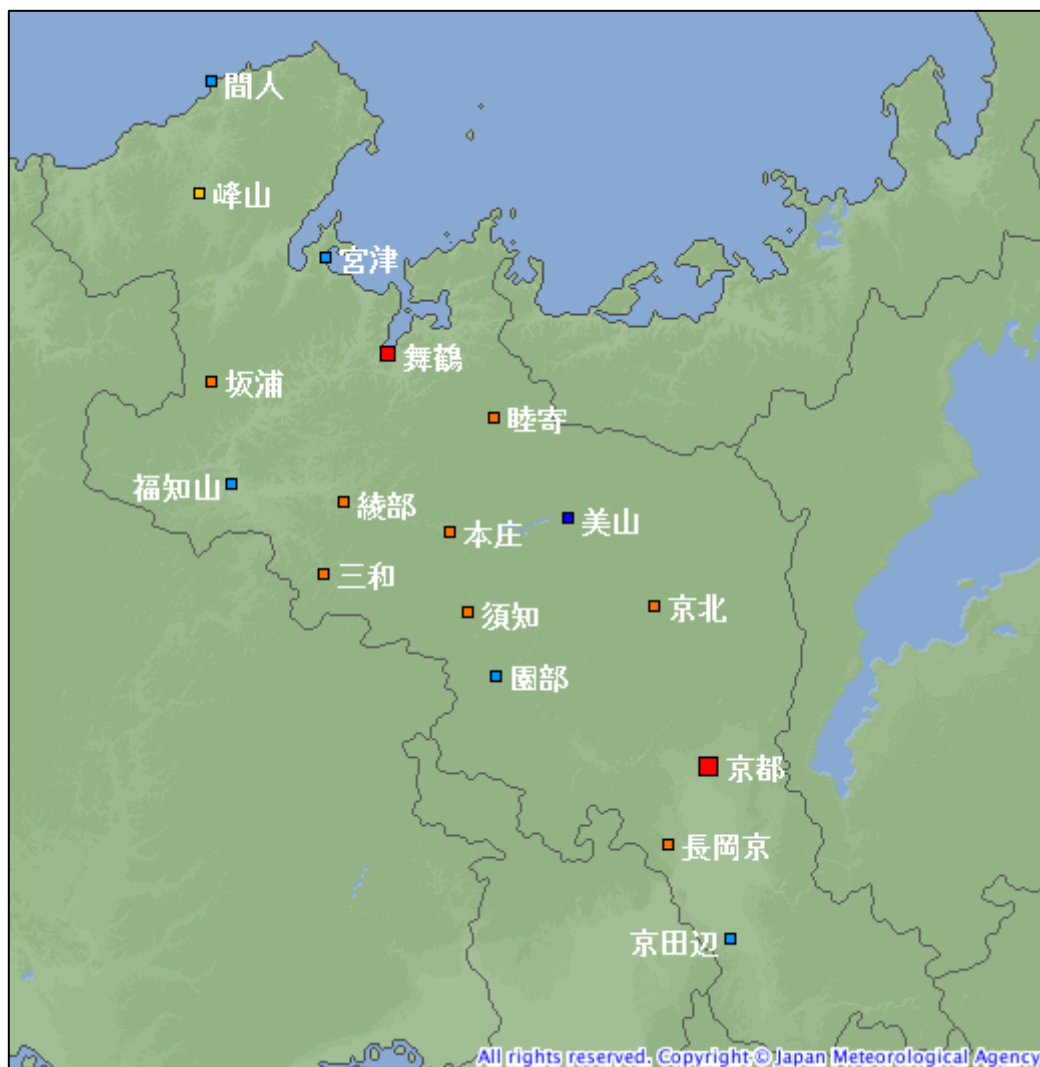 間人
峰山
宮津
舞鶴
坂浦
睦寄
福知山
綾部
美山
本庄
三和
京北
須知
園部
京都
長岡京
京田辺
All rights reserved. Copyright © Japan Meteorological Agency